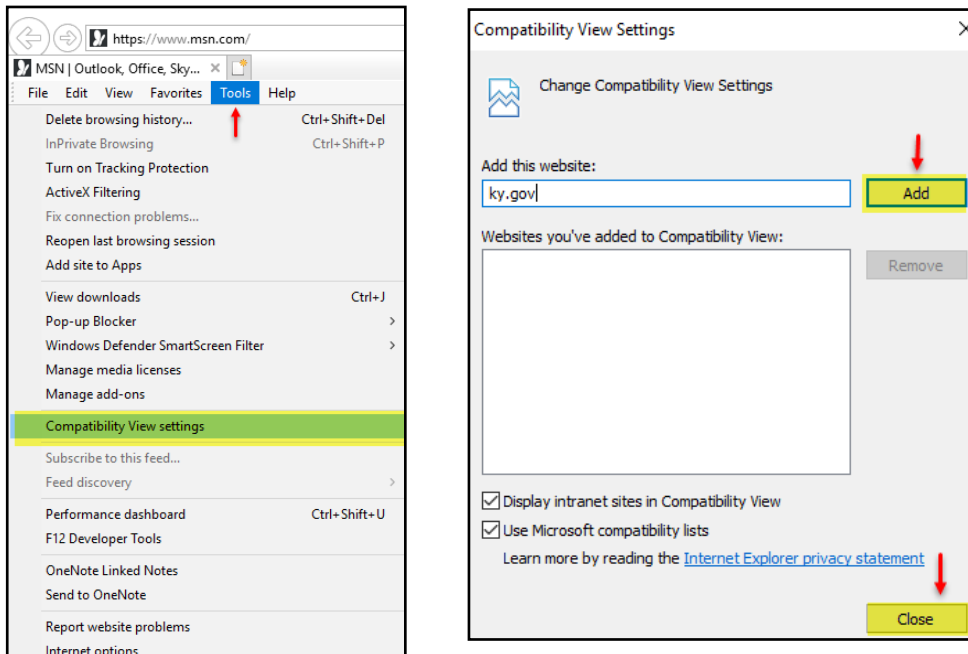 https://www.msn.com/
MSN | Outlook, Office, Sky...
File Edit View Favorites Tools Help
Delete browsing history... Ctrl+Shift+Del
InPrivate Browsing Ctrl+Shift+P
Turn on Tracking Protection
ActiveX Filtering
Fix connection problems...
Reopen last browsing session
Add site to Apps
View downloads Ctrl+J
Pop-up Blocker
Windows Defender SmartScreen Filter
Manage media licenses
Manage add-ons
Compatibility View settings
Subscribe to this feed...
Feed discovery
Performance dashboard Ctrl+Shift+U
F12 Developer Tools
OneNote Linked Notes
Send to OneNote
Report website problems
Internet options
Compatibility View Settings
Change Compatibility View Settings
Add this website:
ky.gov Add
Websites you've added to Compatibility View:
Remove
Display intranet sites in Compatibility View
Use Microsoft compatibility lists
Learn more by reading the Internet Explorer privacy statement
Close